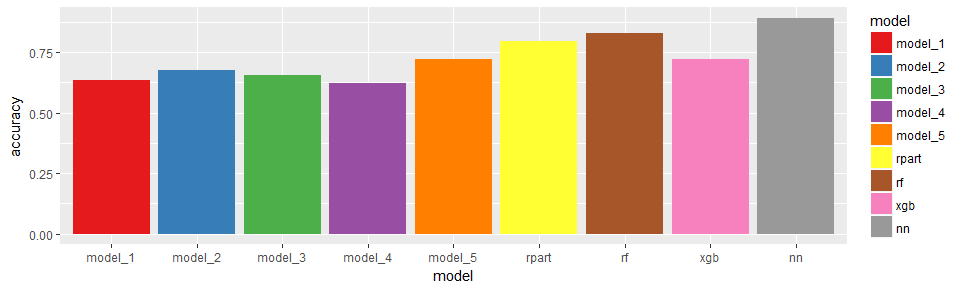 accuracy
0.75
0.50
0.25
0.00
model_1 model_2 model_3 model_4 model_5 rpart rf xgb nn
model
model
model_1
model_2
model_3
model_4
model_5
rpart
rf
xgb
nn